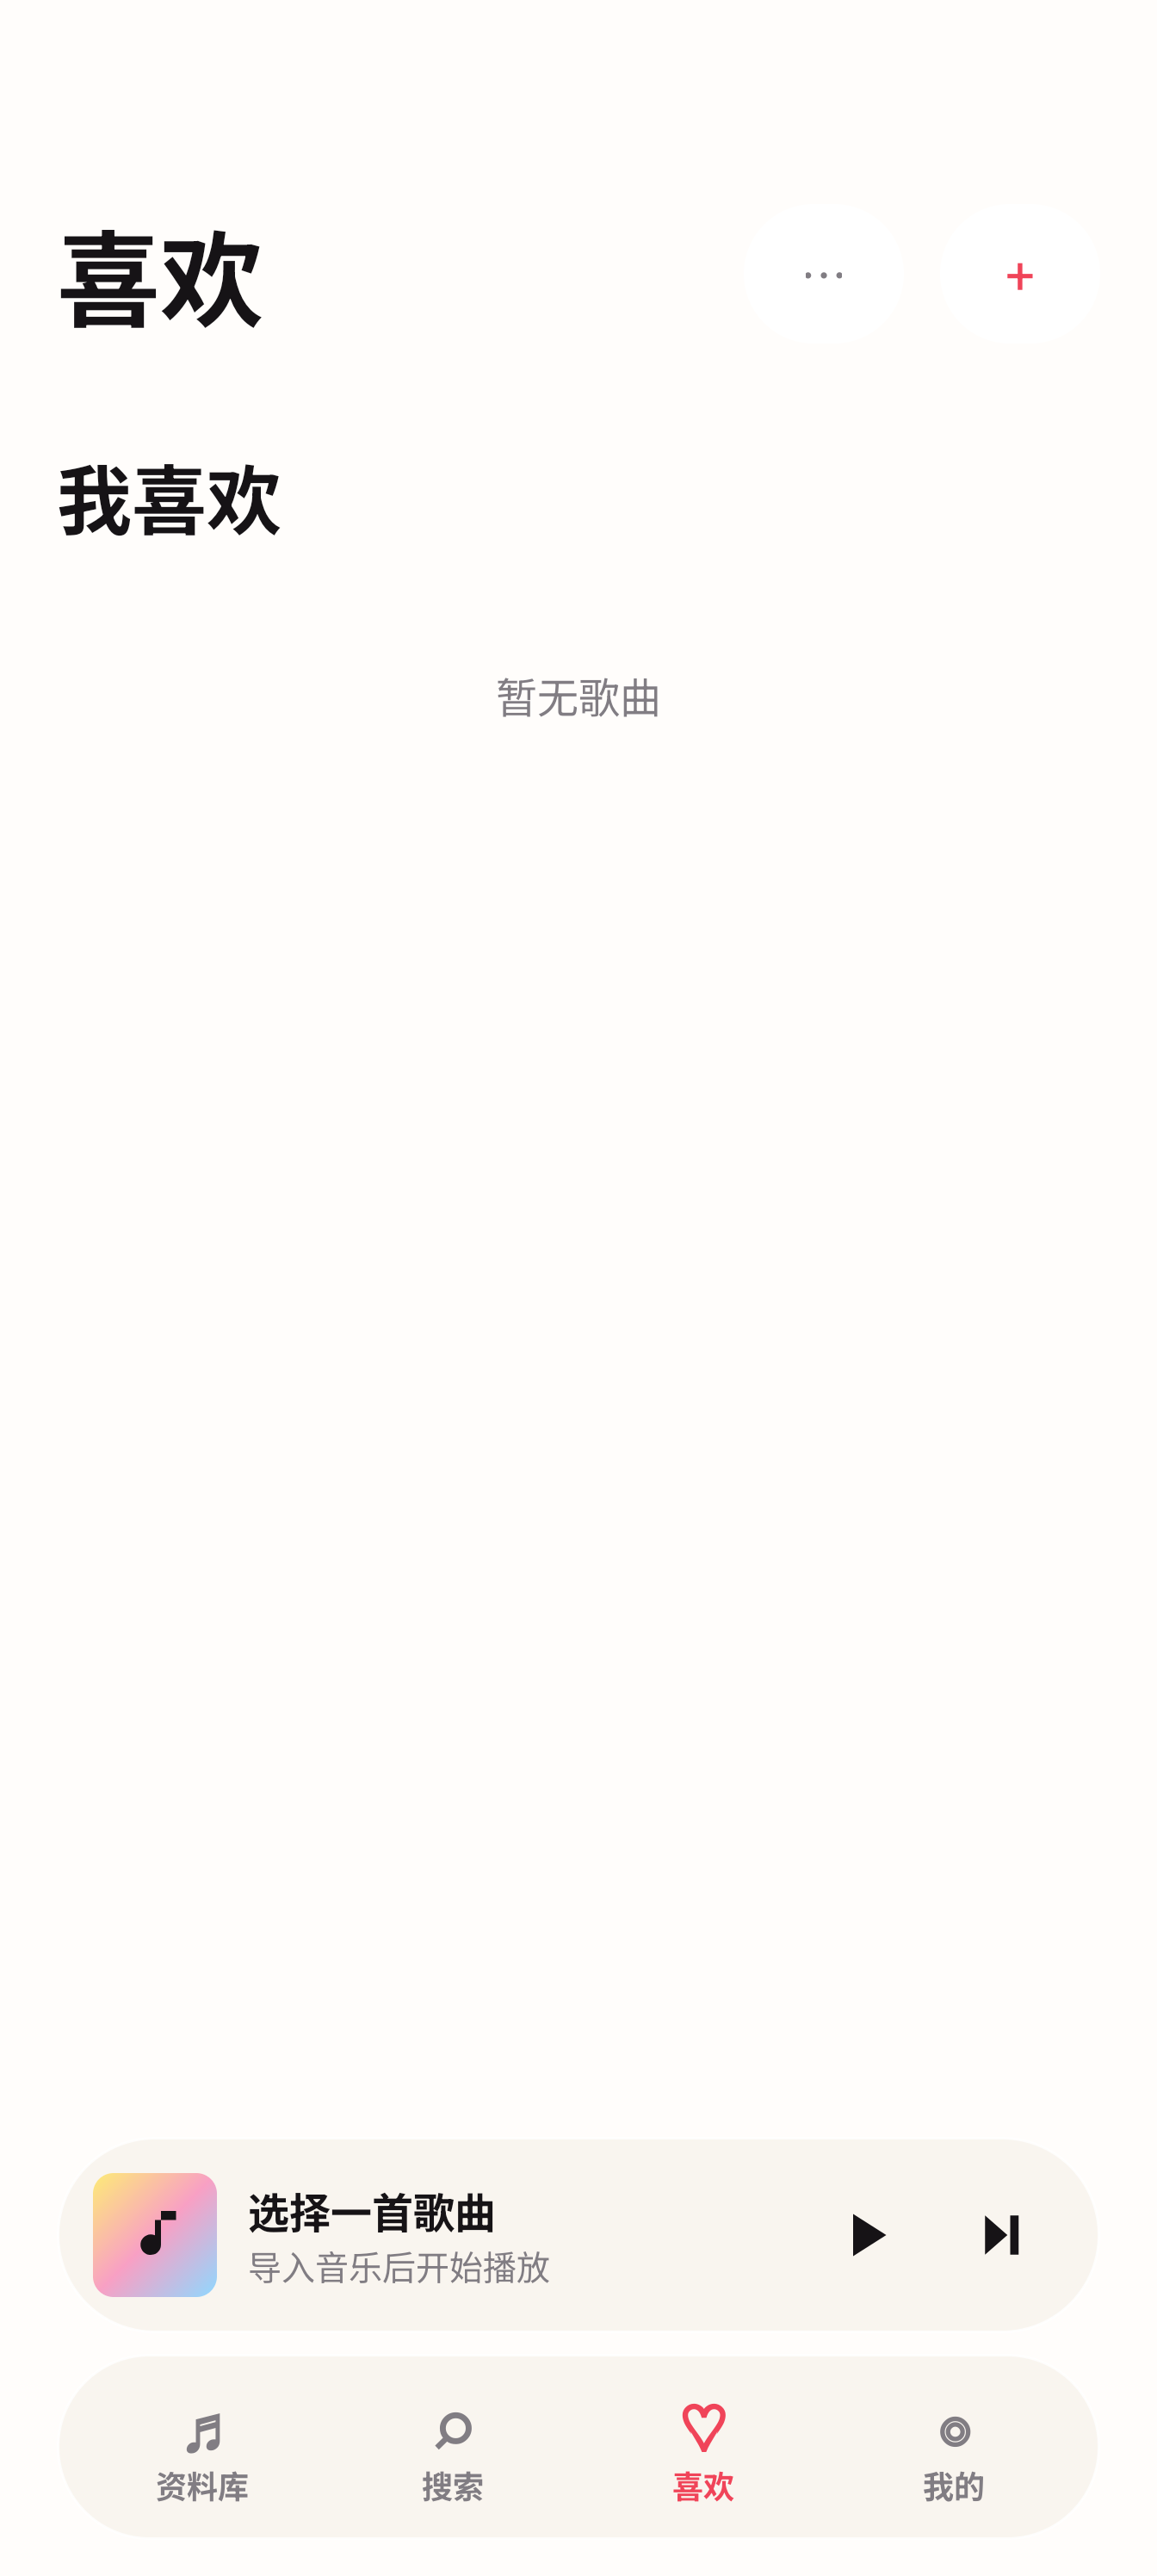 喜欢
我喜欢
暂无歌曲
选择一首歌曲
导入音乐后开始播放
资料库
搜索
喜欢
我的